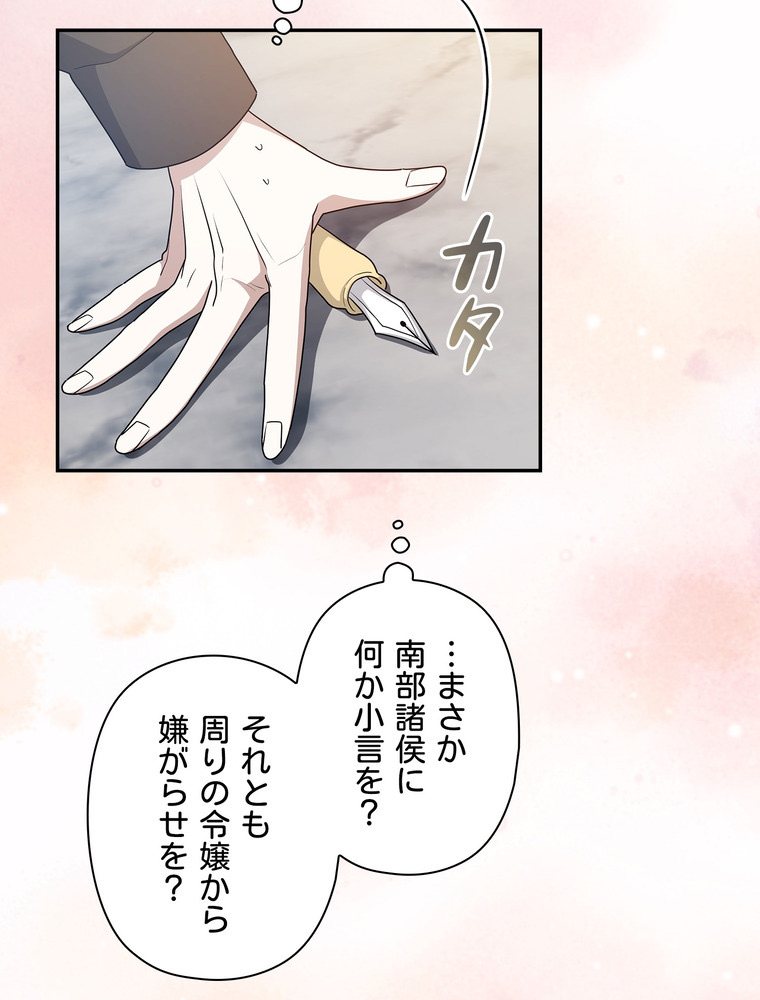 カタ
…まさか
南部諸侯に
何か小言を?
それとも
周りの令嬢から
嫌がらせを?